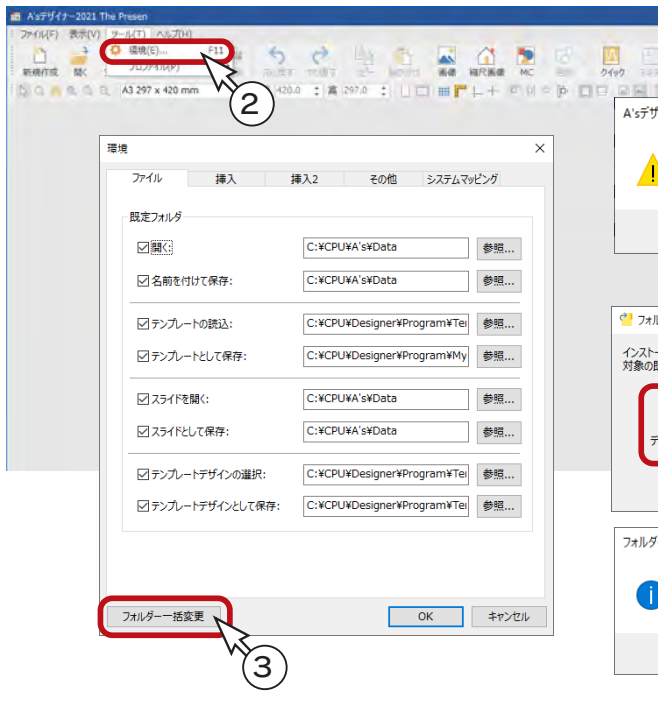 A'sデザイナー2021 The Presen
ファイル(F) 表示(V) ツール(T) ヘルプ(H)
環境(E)... F11
プロファイル(P)
新規作成 開く 画像 縮尺画像 MC クイック
A3 297 x 420 mm 420.0 高 297.0
②
A'sデザ
環境
ファイル 挿入 挿入2 その他 システムマッピング
既定フォルダ
開く: C:¥CPU¥A's¥Data 参照...
名前を付けて保存: C:¥CPU¥A's¥Data 参照...
テンプレートの読込: C:¥CPU¥Designer¥Program¥Te 参照...
テンプレートとして保存: C:¥CPU¥Designer¥Program¥My 参照...
スライドを開く: C:¥CPU¥A's¥Data 参照...
スライドとして保存: C:¥CPU¥A's¥Data 参照...
テンプレートデザインの選択: C:¥CPU¥Designer¥Program¥Te 参照...
テンプレートデザインとして保存: C:¥CPU¥Designer¥Program¥Te 参照...
フォルダー一括変更 OK キャンセル
③
フォル
インスト
対象の
デ
フォルダ